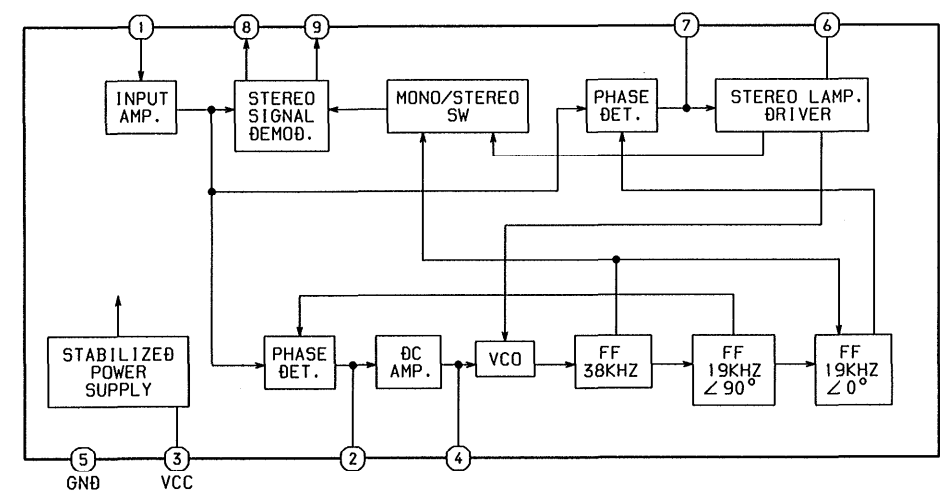 1
8
9
7
6
INPUT
AMP.
STEREO
SIGNAL
DEMOD.
MONO/STEREO
SW
PHASE
DET.
STEREO LAMP.
DRIVER
STABILIZED
POWER
SUPPLY
PHASE
DET.
DC
AMP.
VCO
FF
38KHZ
FF
19KHZ
∠90°
FF
19KHZ
∠0°
5
3
2
4
GND
VCC